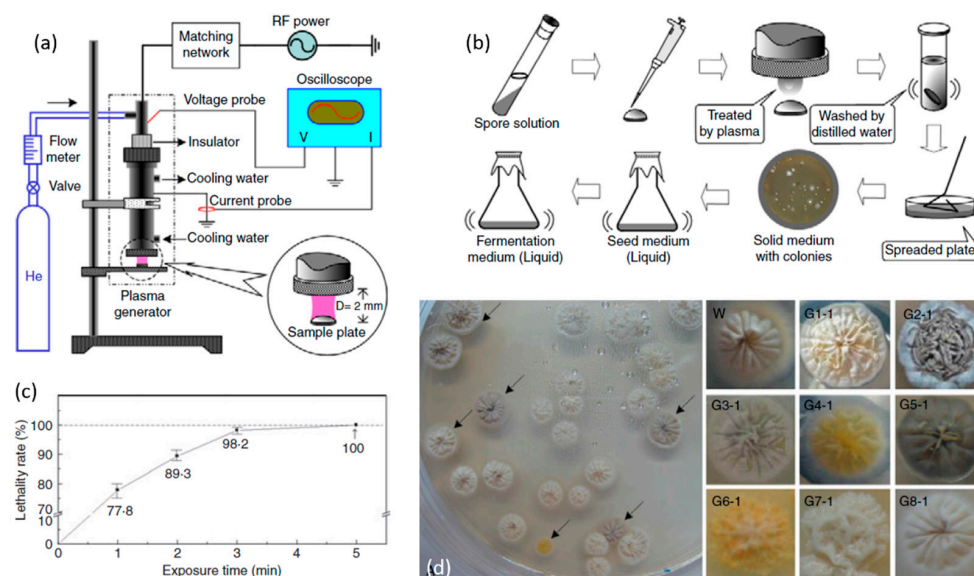 (a)
RF power
Matching
network
Oscilloscope
Voltage probe
V
I
Flow
meter
Insulator
Valve
Cooling water
Current probe
Cooling water
He
D= 2 mm
Plasma
generator
Sample plate
(b)
Spore solution
Treated
by plasma
Washed by
distilled water
Fermentation
medium (Liquid)
Seed medium
(Liquid)
Solid medium
with colonies
Spreaded plate
(c)
Lethality rate (%)
100
90
80
70
10
0
77·8
89·3
98·2
100
0
1
2
3
4
5
Exposure time (min)
(d)
W
G1-1
G2-1
G3-1
G4-1
G5-1
G6-1
G7-1
G8-1